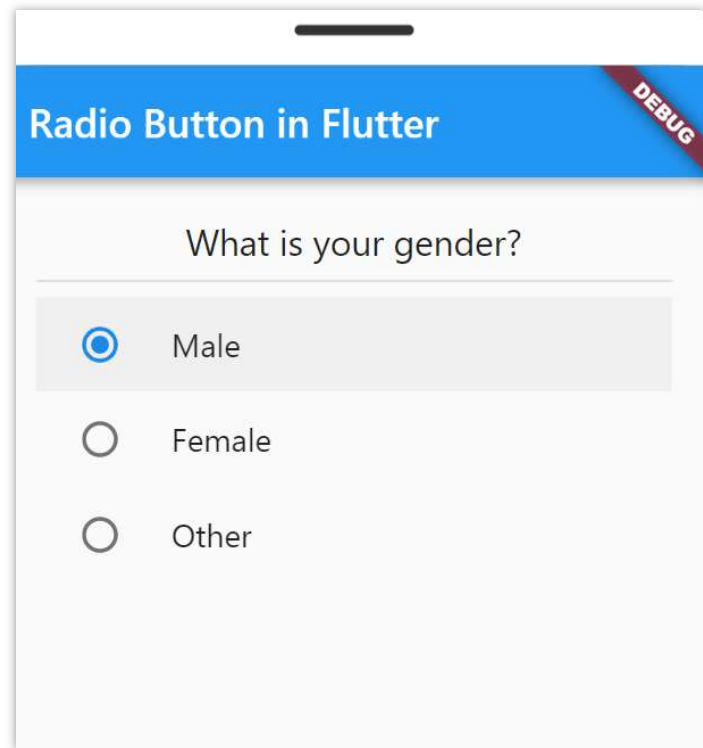 DEBUG
Radio Button in Flutter
What is your gender?
Male
Female
Other